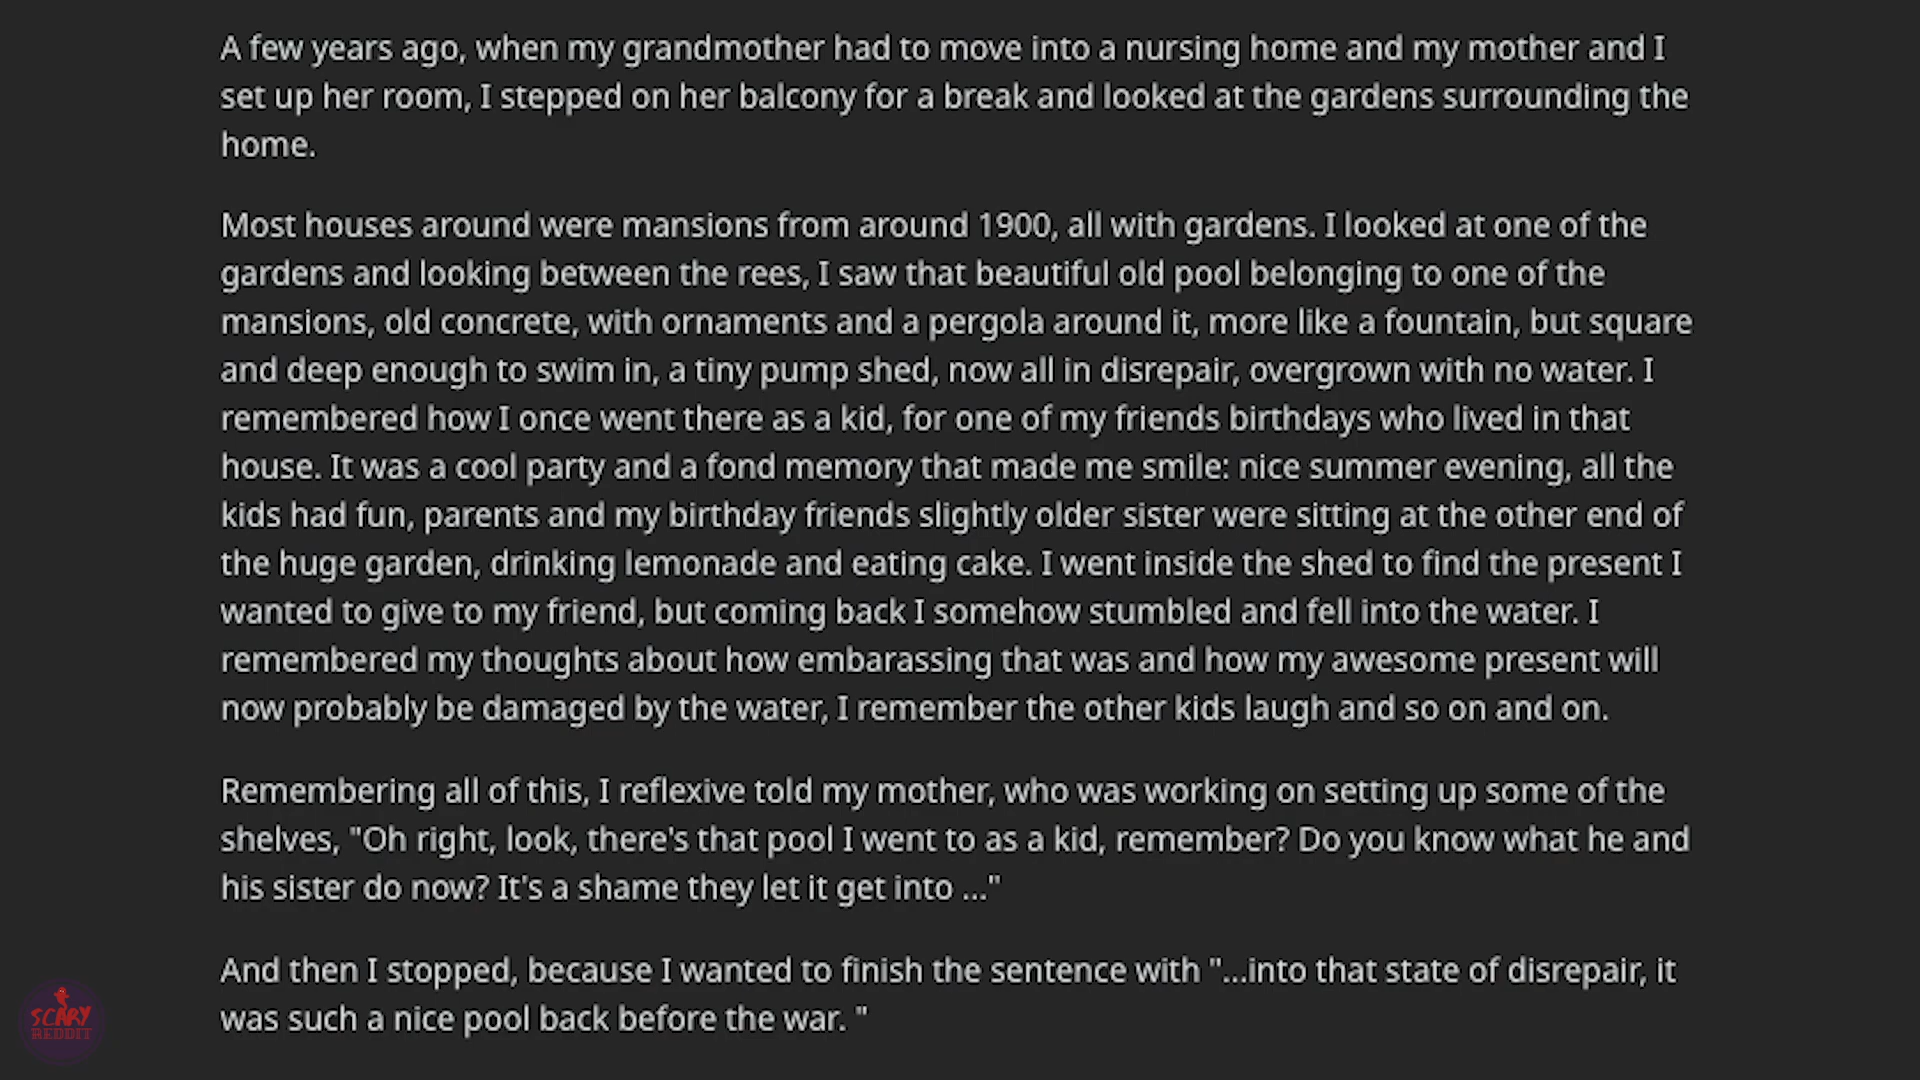 A few years ago, when my grandmother had to move into a nursing home and my mother and I
set up her room, I stepped on her balcony for a break and looked at the gardens surrounding the
home.
Most houses around were mansions from around 1900, all with gardens. I looked at one of the
gardens and looking between the rees, I saw that beautiful old pool belonging to one of the
mansions, old concrete, with ornaments and a pergola around it, more like a fountain, but square
and deep enough to swim in, a tiny pump shed, now all in disrepair, overgrown with no water. I
remembered how I once went there as a kid, for one of my friends birthdays who lived in that
house. It was a cool party and a fond memory that made me smile: nice summer evening, all the
kids had fun, parents and my birthday friends slightly older sister were sitting at the other end of
the huge garden, drinking lemonade and eating cake. I went inside the shed to find the present I
wanted to give to my friend, but coming back I somehow stumbled and fell into the water. I
remembered my thoughts about how embarassing that was and how my awesome present will
now probably be damaged by the water, I remember the other kids laugh and so on and on.
Remembering all of this, I reflexive told my mother, who was working on setting up some of the
shelves, "Oh right, look, there's that pool I went to as a kid, remember? Do you know what he and
his sister do now? It's a shame they let it get into ..."
And then I stopped, because I wanted to finish the sentence with "...into that state of disrepair, it
was such a nice pool back before the war. "
SCARY
REDDIT